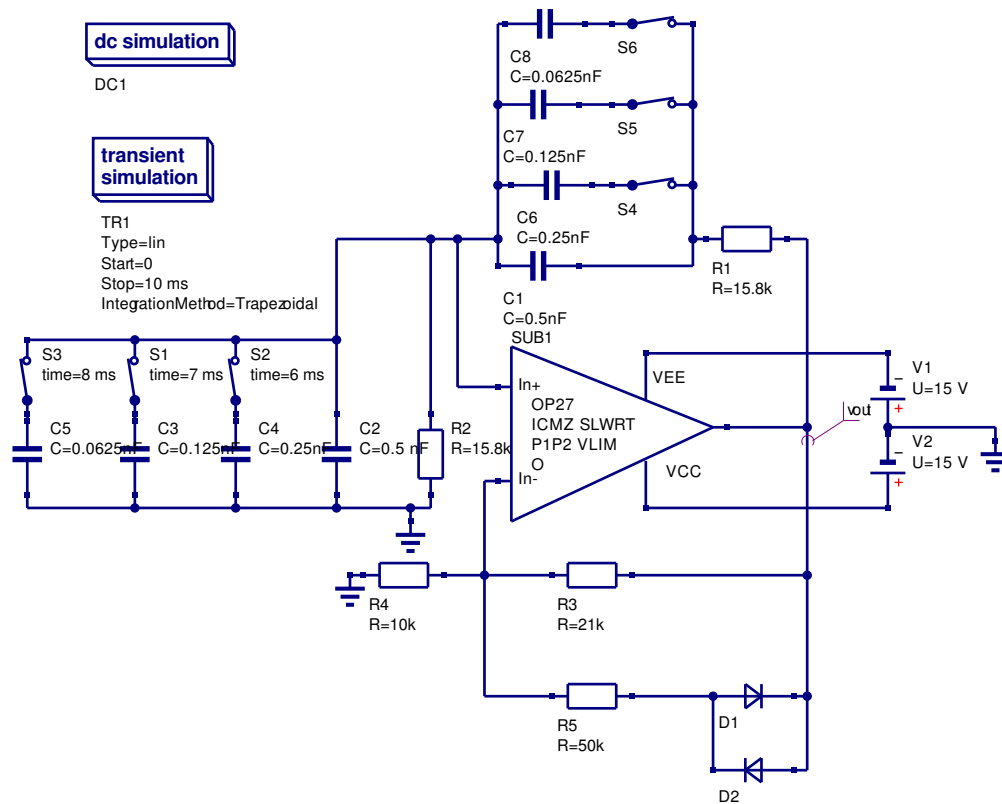 dc simulation
DC1
transient
simulation
TR1
Type=lin
Start=0
Stop=10 ms
IntegrationMethod=Trapezoidal
S6
C8
C=0.0625nF
S5
C7
C=0.125nF
S4
C6
C=0.25nF
R1
R=15.8k
C1
C=0.5nF
SUB1
S3
time=8 ms
S1
time=7 ms
S2
time=6 ms
C5
C=0.0625nF
C3
C=0.125nF
C4
C=0.25nF
C2
C=0.5 nF
R2
R=15.8k
In+
OP27
ICMZ SLWRT
P1P2 VLIM
O
In-
VEE
VCC
vout
V1
U=15 V
V2
U=15 V
−
+
−
+
R4
R=10k
R3
R=21k
R5
R=50k
D1
D2